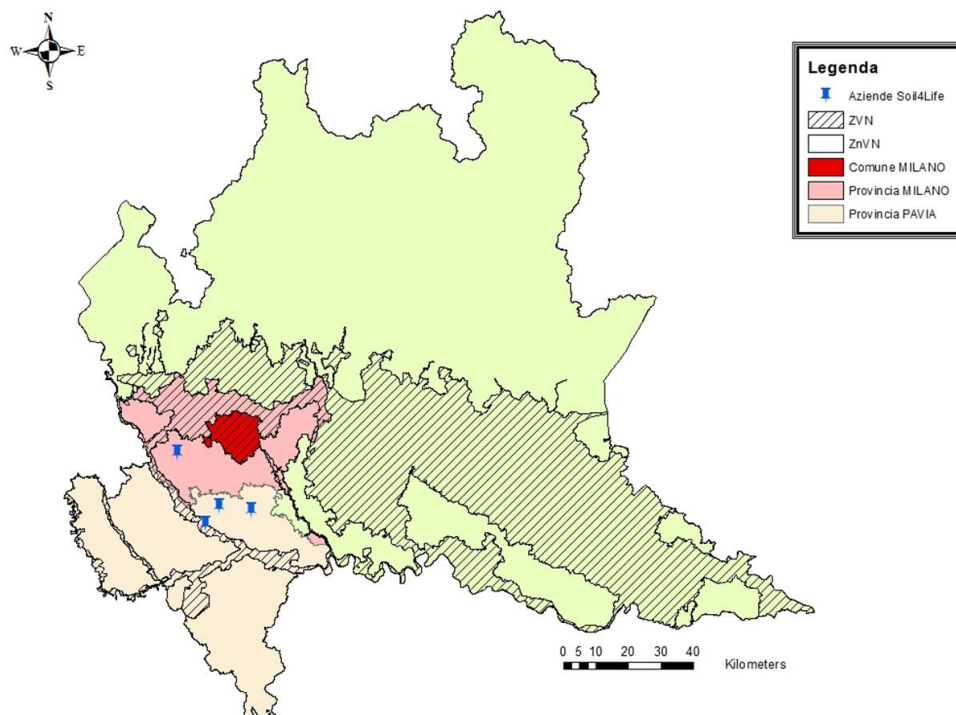 N
W E
S
Legenda
Aziende Soil4Life
ZVN
ZnVN
Comune MILANO
Provincia MILANO
Provincia PAVIA
0 5 10 20 30 40
Kilometers